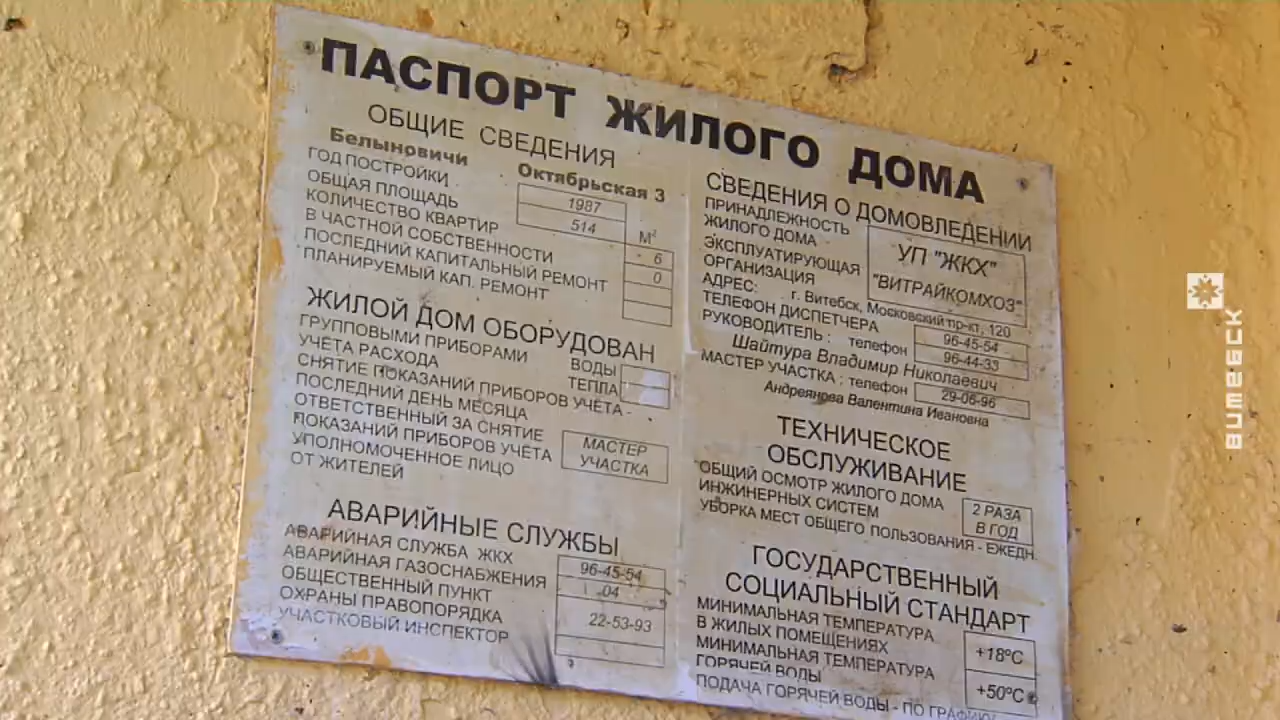 ПАСПОРТ ЖИЛОГО ДОМА
ОБЩИЕ СВЕДЕНИЯ
Белыновичи Октябрьская 3
ГОД ПОСТРОЙКИ 1987
ОБЩАЯ ПЛОЩАДЬ 514 М²
КОЛИЧЕСТВО КВАРТИР 6
В ЧАСТНОЙ СОБСТВЕННОСТИ 0
ПОСЛЕДНИЙ КАПИТАЛЬНЫЙ РЕМОНТ
ПЛАНИРУЕМЫЙ КАП. РЕМОНТ
ЖИЛОЙ ДОМ ОБОРУДОВАН
ГРУППОВЫМИ ПРИБОРАМИ ВОДЫ
УЧЁТА РАСХОДА ТЕПЛА
СНЯТИЕ ПОКАЗАНИЙ ПРИБОРОВ УЧЁТА -
ПОСЛЕДНИЙ ДЕНЬ МЕСЯЦА
ОТВЕТСТВЕННЫЙ ЗА СНЯТИЕ МАСТЕР
ПОКАЗАНИЙ ПРИБОРОВ УЧЁТА УЧАСТКА
УПОЛНОМОЧЕННОЕ ЛИЦО
ОТ ЖИТЕЛЕЙ
АВАРИЙНЫЕ СЛУЖБЫ
АВАРИЙНАЯ СЛУЖБА ЖКХ 96-45-54
АВАРИЙНАЯ ГАЗОСНАБЖЕНИЯ 04
ОБЩЕСТВЕННЫЙ ПУНКТ
ОХРАНЫ ПРАВОПОРЯДКА 22-53-93
УЧАСТКОВЫЙ ИНСПЕКТОР
СВЕДЕНИЯ О ДОМОВЛЕДЕНИИ
ПРИНАДЛЕЖНОСТЬ
ЖИЛОГО ДОМА УП "ЖКХ"
ЭКСПЛУАТИРУЮЩАЯ "ВИТРАЙКОМХОЗ"
ОРГАНИЗАЦИЯ
АДРЕС: г. Витебск, Московский пр-кт, 120
ТЕЛЕФОН ДИСПЕТЧЕРА 96-45-54
РУКОВОДИТЕЛЬ : телефон 96-44-33
Шайтура Владимир Николаевич
МАСТЕР УЧАСТКА : телефон 29-06-96
Андреянова Валентина Ивановна
ТЕХНИЧЕСКОЕ
ОБСЛУЖИВАНИЕ
ОБЩИЙ ОСМОТР ЖИЛОГО ДОМА 2 РАЗА
ИНЖИНЕРНЫХ СИСТЕМ В ГОД
УБОРКА МЕСТ ОБЩЕГО ПОЛЬЗОВАНИЯ - ЕЖЕДН
ГОСУДАРСТВЕННЫЙ
СОЦИАЛЬНЫЙ СТАНДАРТ
МИНИМАЛЬНАЯ ТЕМПЕРАТУРА
В ЖИЛЫХ ПОМЕЩЕНИЯХ +18ºС
МИНИМАЛЬНАЯ ТЕМПЕРАТУРА
ГОРЯЧЕЙ ВОДЫ +50ºС
ПОДАЧА ГОРЯЧЕЙ ВОДЫ - ПО ГРАФИКУ
ВИТЕБСК